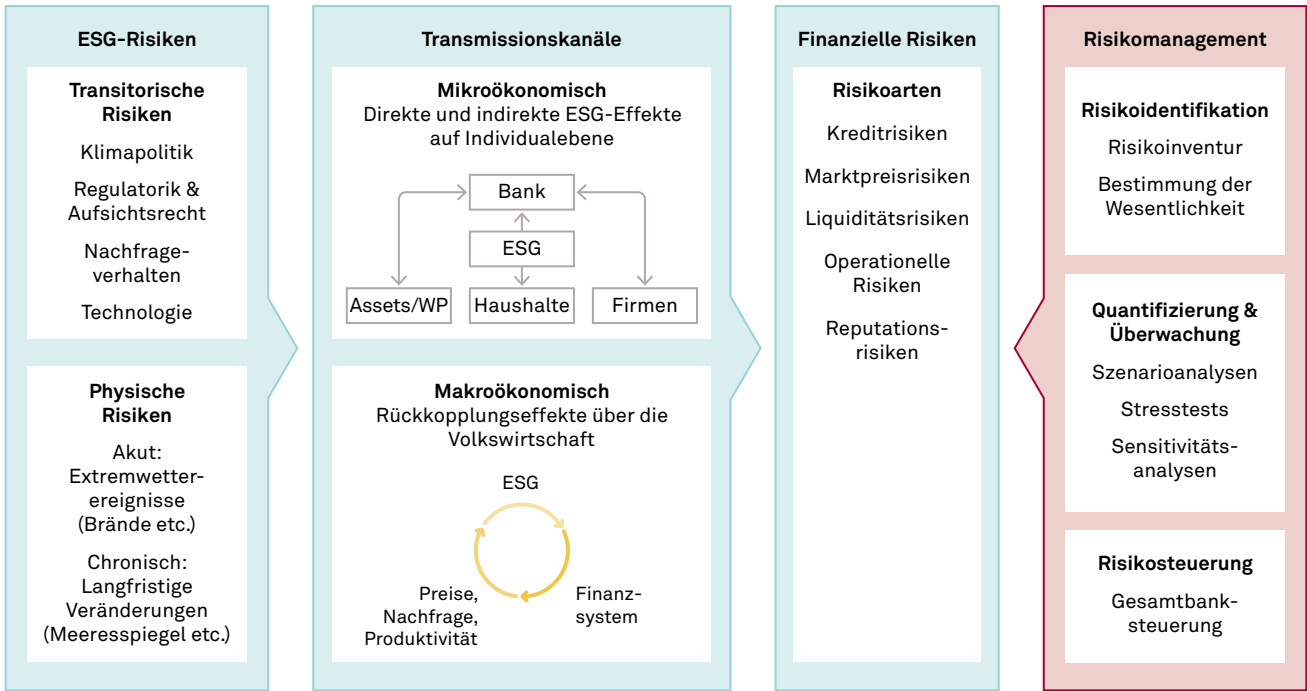 ESG-Risiken
Transitorische
Risiken
Klimapolitik
Regulatorik &
Aufsichtsrecht
Nachfrage-
verhalten
Technologie
Physische
Risiken
Akut:
Extremwetter-
ereignisse
(Brände etc.)
Chronisch:
Langfristige
Veränderungen
(Meeresspiegel etc.)
Transmissionskanäle
Mikroökonomisch
Direkte und indirekte ESG-Effekte
auf Individualebene
Bank
ESG
Assets/WP
Haushalte
Firmen
Makroökonomisch
Rückkopplungseffekte über die
Volkswirtschaft
ESG
Preise,
Nachfrage,
Produktivität
Finanz-
system
Finanzielle Risiken
Risikoarten
Kreditrisiken
Marktpreisrisiken
Liquiditätsrisiken
Operationelle
Risiken
Reputations-
risiken
Risikomanagement
Risikoidentifikation
Risikoinventur
Bestimmung der
Wesentlichkeit
Quantifizierung &
Überwachung
Szenarioanalysen
Stresstests
Sensitivitäts-
analysen
Risikosteuerung
Gesamtbank-
steuerung